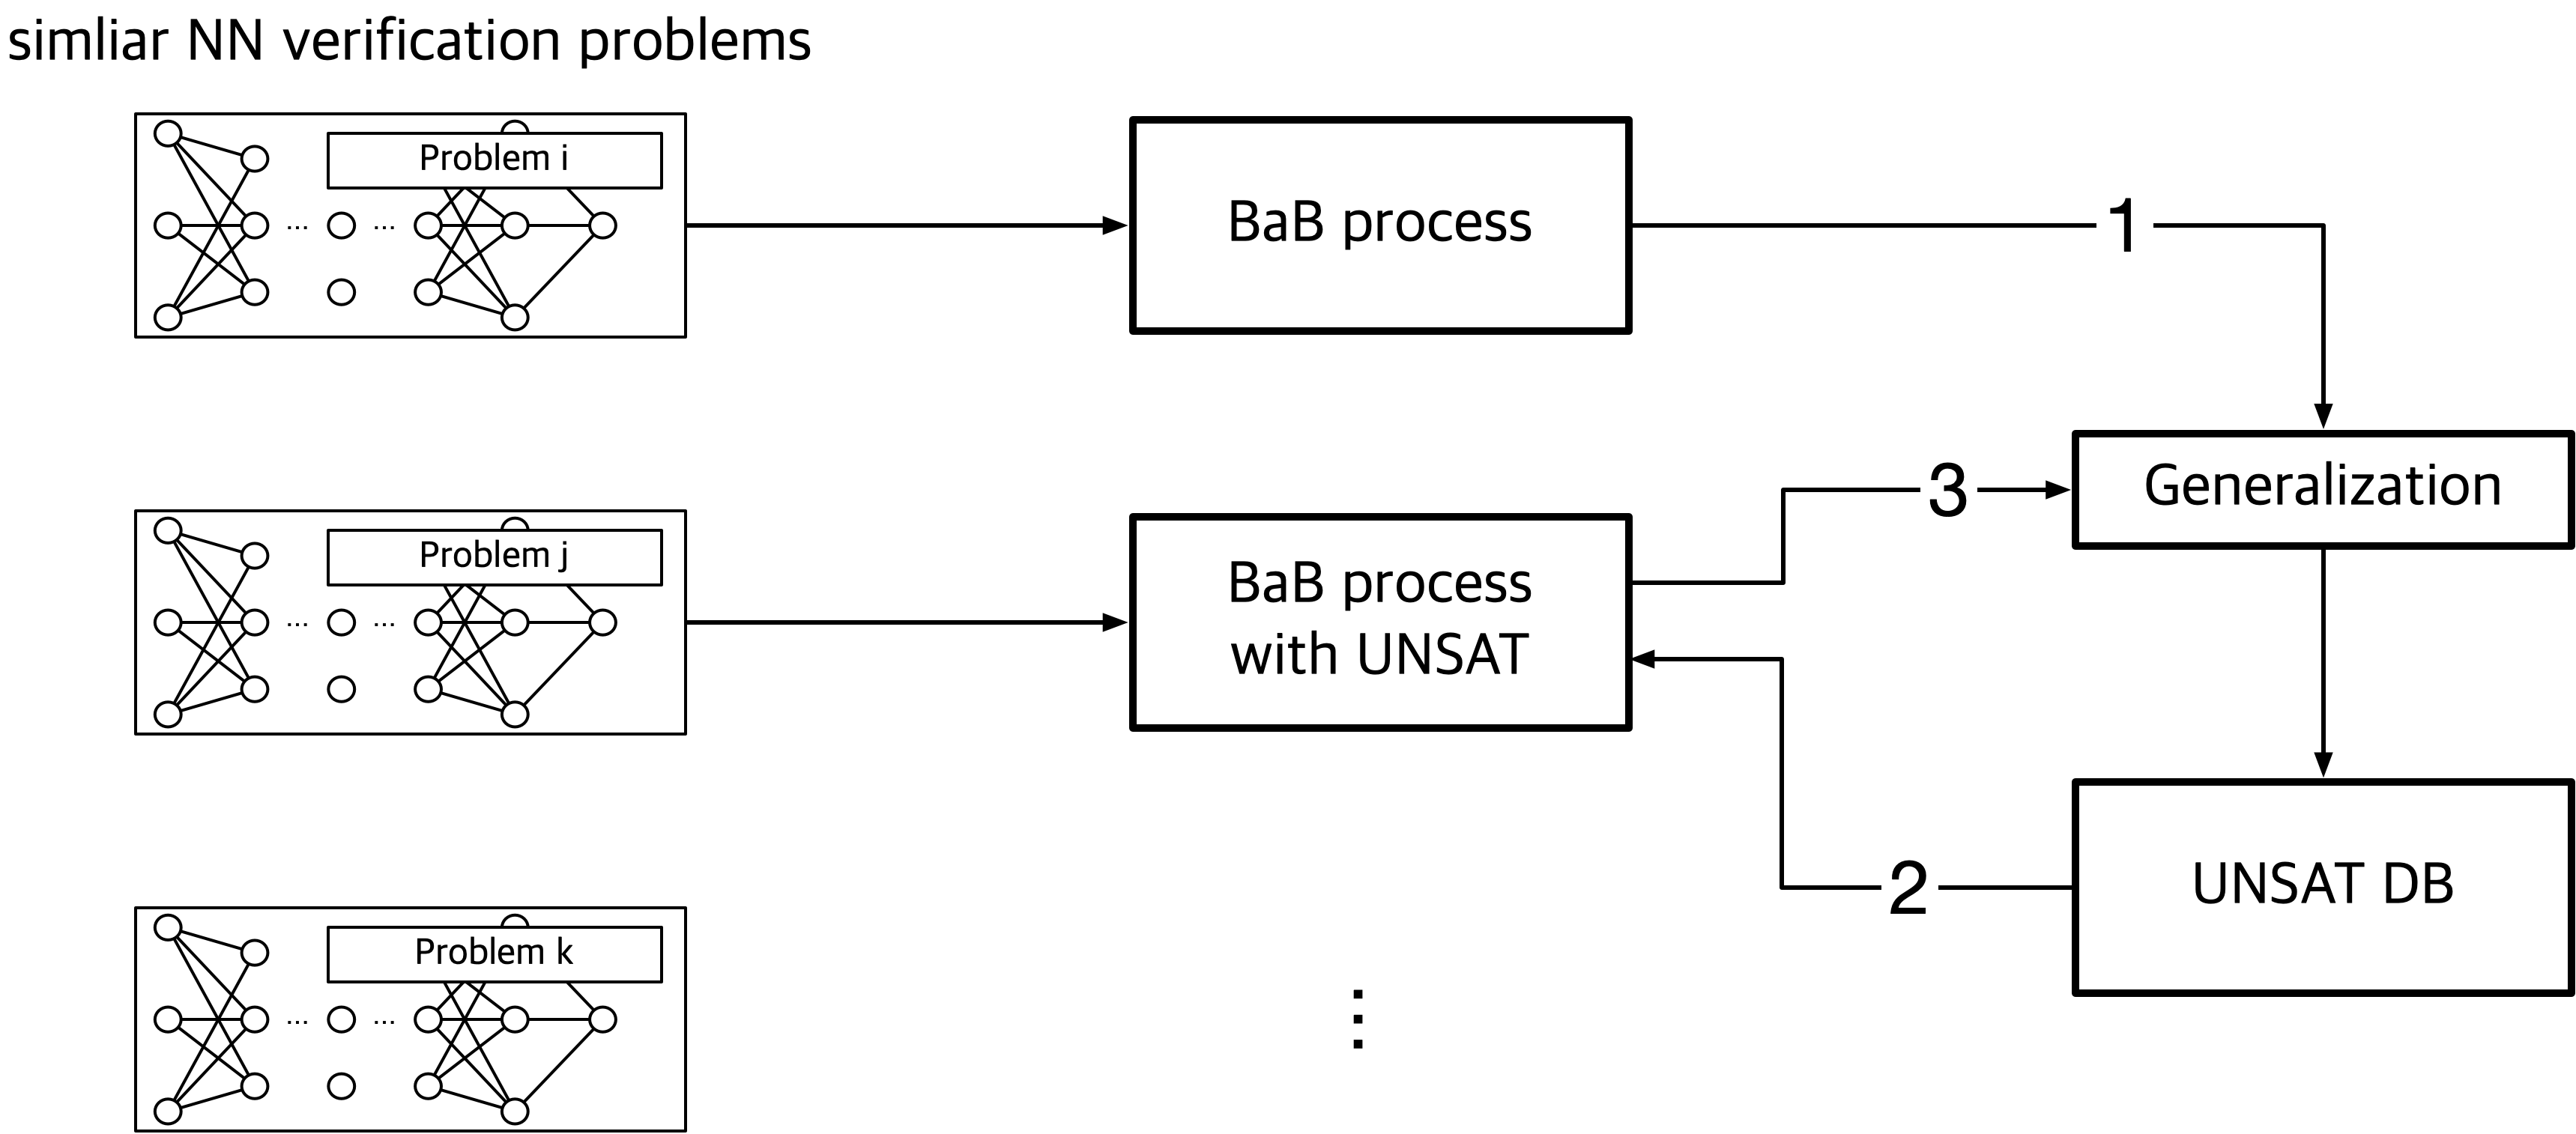 simliar NN verification problems
Problem i
...
...
BaB process
1
Problem j
...
...
BaB process
with UNSAT
3
Generalization
2
UNSAT DB
Problem k
...
...